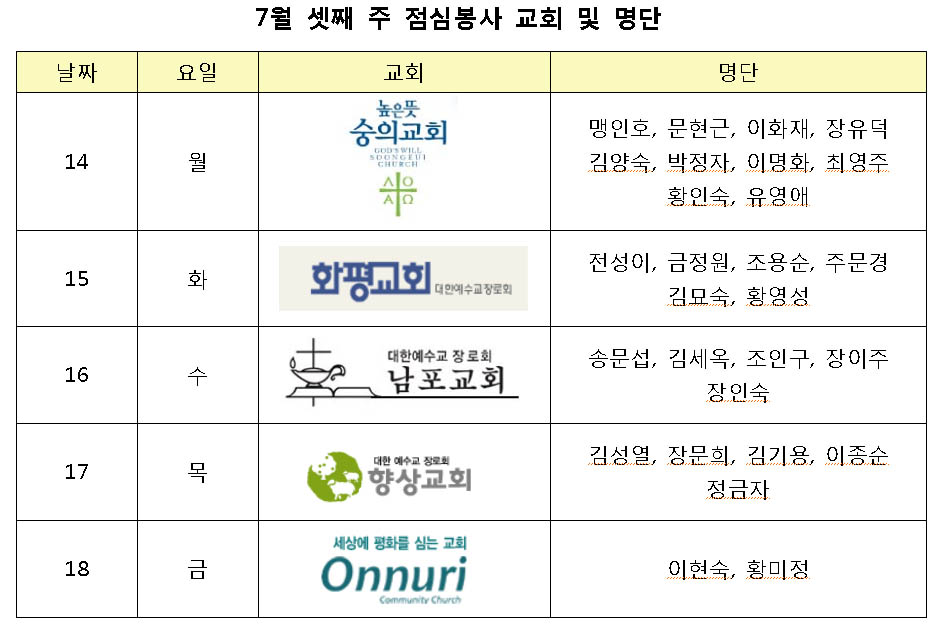 7월 셋째 주 점심봉사 교회 및 명단
날짜 요일 교회 명단
14 월
높은뜻
숭의교회
GOD'S WILL
SOONGEUI
CHURCH
Α Ο
Α Ω
맹인호, 문현근, 이화재, 장유덕
김양숙, 박정자, 이명화, 최영주
황인숙, 유영애
15 화
화평교회 대한예수교장로회
전성이, 금정원, 조용순, 주문경
김묘숙, 황영성
16 수
대한예수교 장로회
남포교회
송문섭, 김세옥, 조인구, 장이주
장인숙
17 목
대한 예수교 장로회
향상교회
김성열, 장문희, 김기용, 이종순
정금자
18 금
세상에 평화를 심는 교회
Onnuri
Community Church
이현숙, 황미정